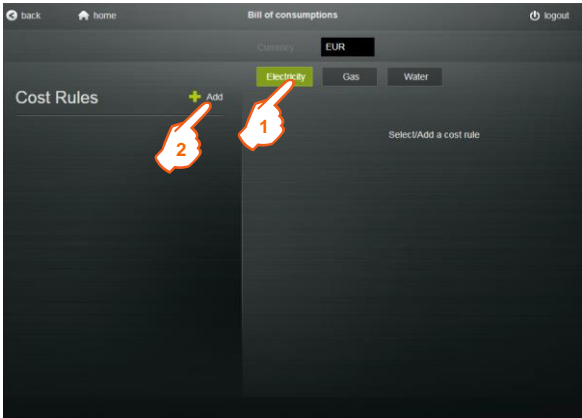 back home Bill of consumptions logout
Currency EUR
Electricity Gas Water
Cost Rules Add
1
2
Select/Add a cost rule